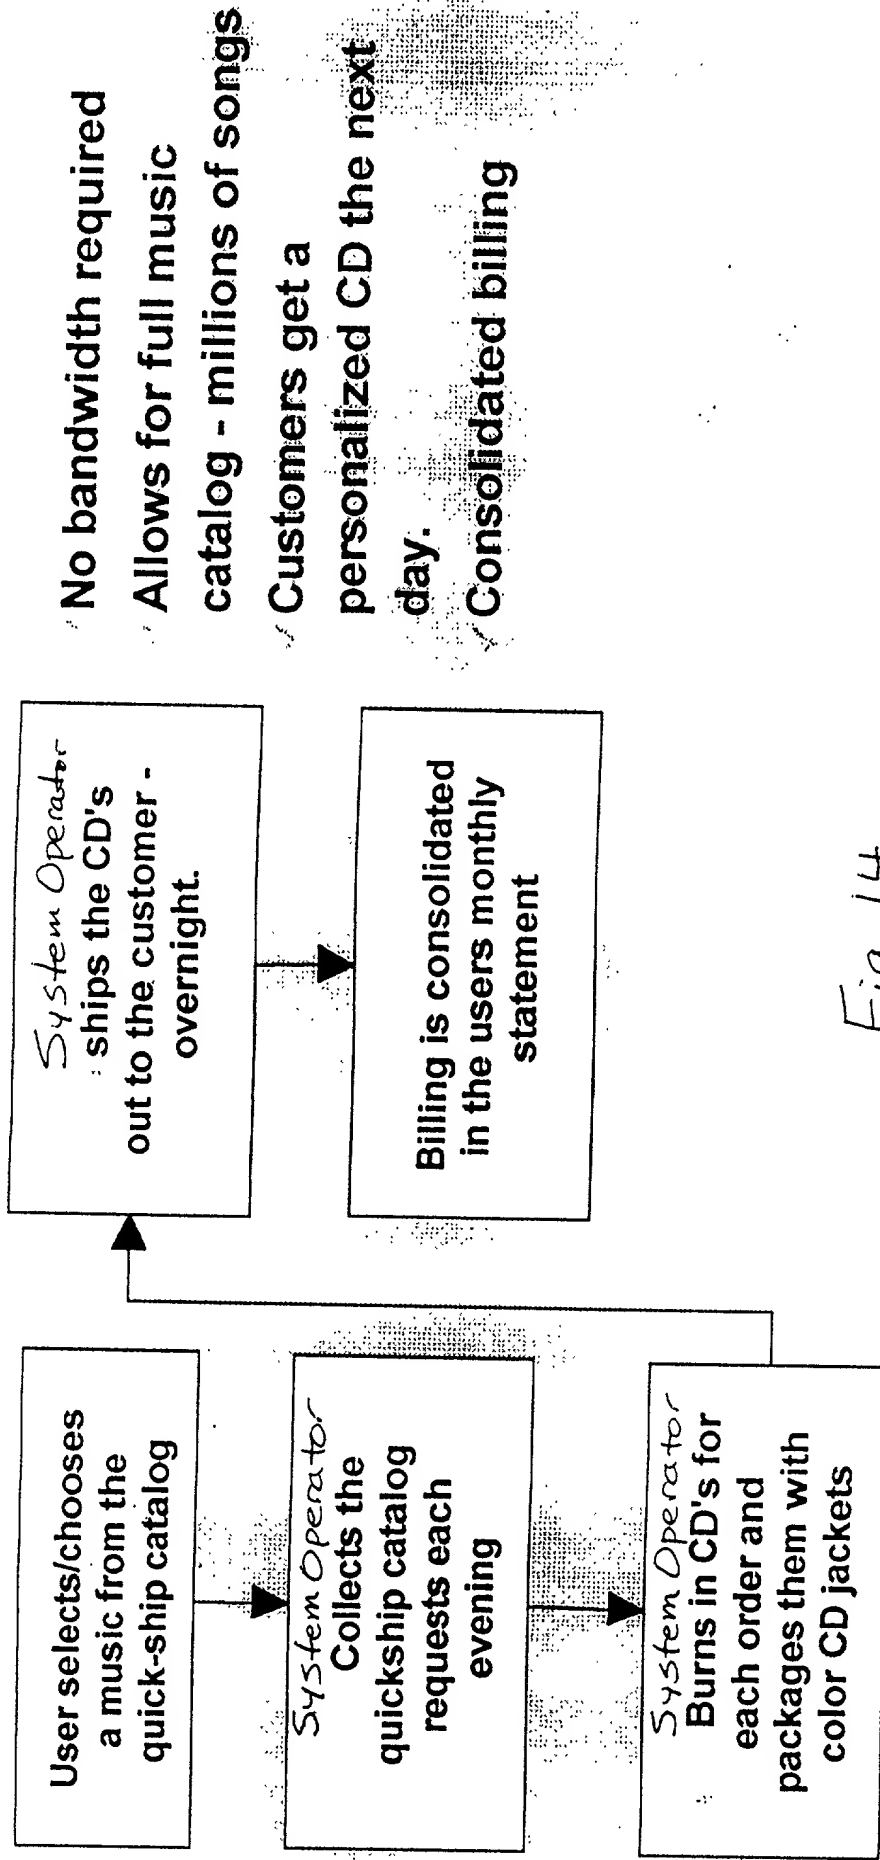 User selects/chooses
a music from the
quick-ship catalog
System Operator
Collects the
quickship catalog
requests each
evening
System Operator
Burns in CD's for
each order and
packages them with
color CD jackets
System Operator
ships the CD's
out to the customer -
overnight.
Billing is consolidated
in the users monthly
statement
No bandwidth required
Allows for full music
catalog - millions of songs
Customers get a
personalized CD the next
day.
Consolidated billing
Fig 14